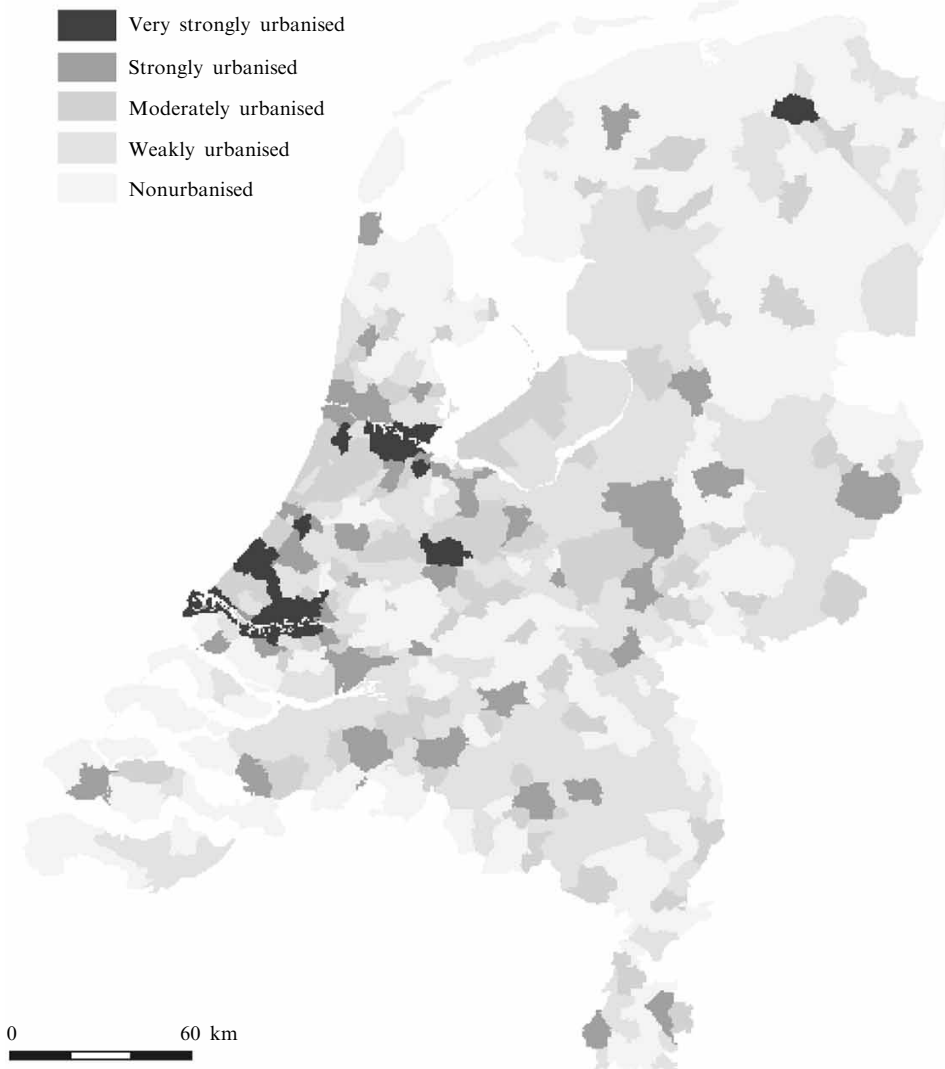 Very strongly urbanised
Strongly urbanised
Moderately urbanised
Weakly urbanised
Nonurbanised
0 60 km